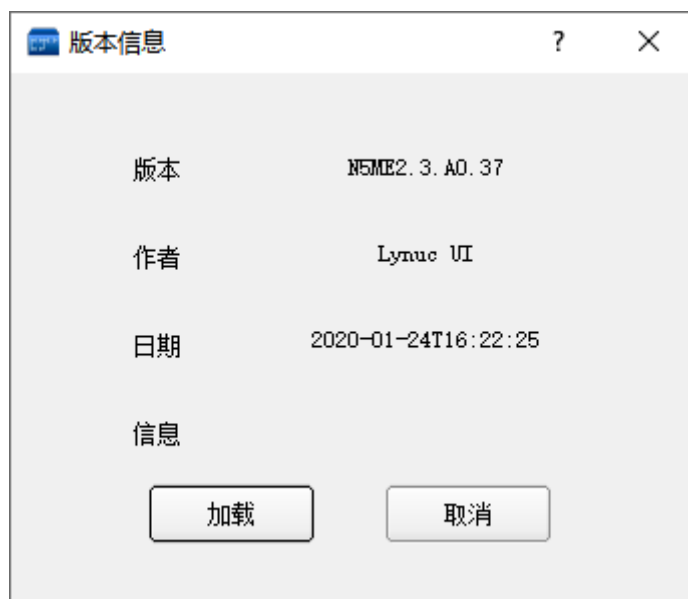 版本信息
版本 N5ME2.3.A0.37
作者 Lynuc UI
日期 2020-01-24T16:22:25
信息
加载 取消